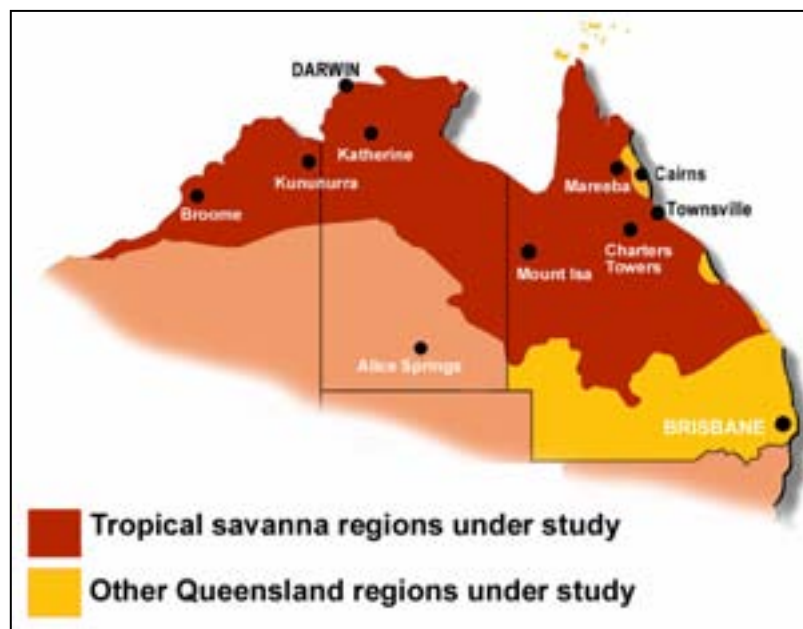 DARWIN
Katherine
Kununurra
Broome
Mareeba
Cairns
Townsville
Charters
Towers
Mount Isa
Alice Springs
BRISBANE
Tropical savanna regions under study
Other Queensland regions under study